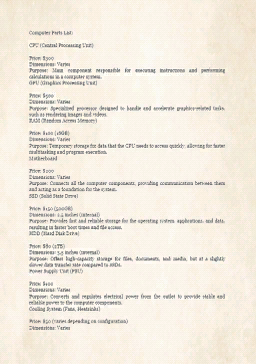 Computer Parts List:
CPU (Central Processing Unit)
Price: $300
Dimensions: Varies
Purpose: Main component responsible for executing instructions and performing
calculations in a computer system.
GPU (Graphics Processing Unit)
Price: $500
Dimensions: Varies
Purpose: Specialized processor designed to handle and accelerate graphics-related tasks,
such as rendering images and videos.
RAM (Random Access Memory)
Price: $120 (16GB)
Dimensions: Varies
Purpose: Temporary storage for data that the CPU needs to access quickly, allowing for faster
multitasking and program execution.
Motherboard
Price: $200
Dimensions: Varies
Purpose: Connects all the computer components, providing communication between them
and acting as a foundation for the system.
SSD (Solid State Drive)
Price: $150 (500GB)
Dimensions: 2.5 inches (internal)
Purpose: Provides fast and reliable storage for the operating system, applications, and data,
resulting in faster boot times and file access.
HDD (Hard Disk Drive)
Price: $80 (1TB)
Dimensions: 3.5 inches (internal)
Purpose: Offers high-capacity storage for files, documents, and media, but at a slightly
slower data transfer rate compared to SSDs.
Power Supply Unit (PSU)
Price: $100
Dimensions: Varies
Purpose: Converts and regulates electrical power from the outlet to provide stable and
reliable power to the computer components.
Cooling System (Fans, Heatsinks)
Price: $50 (varies depending on configuration)
Dimensions: Varies